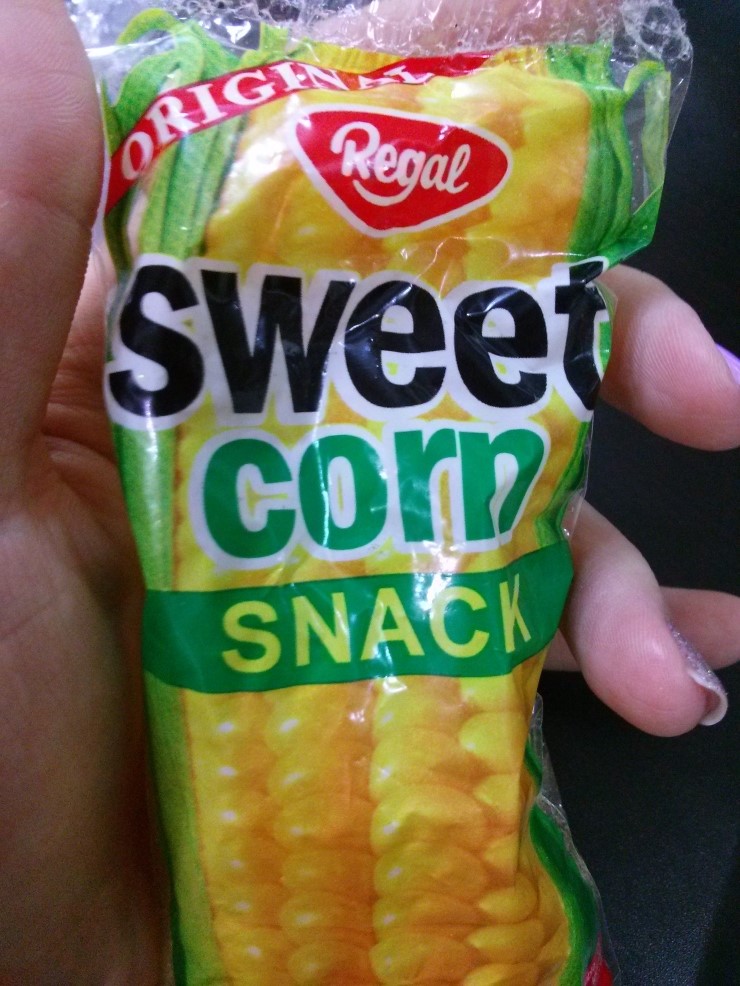 ORIGINAL
Regal
sweet
corn
SNACK